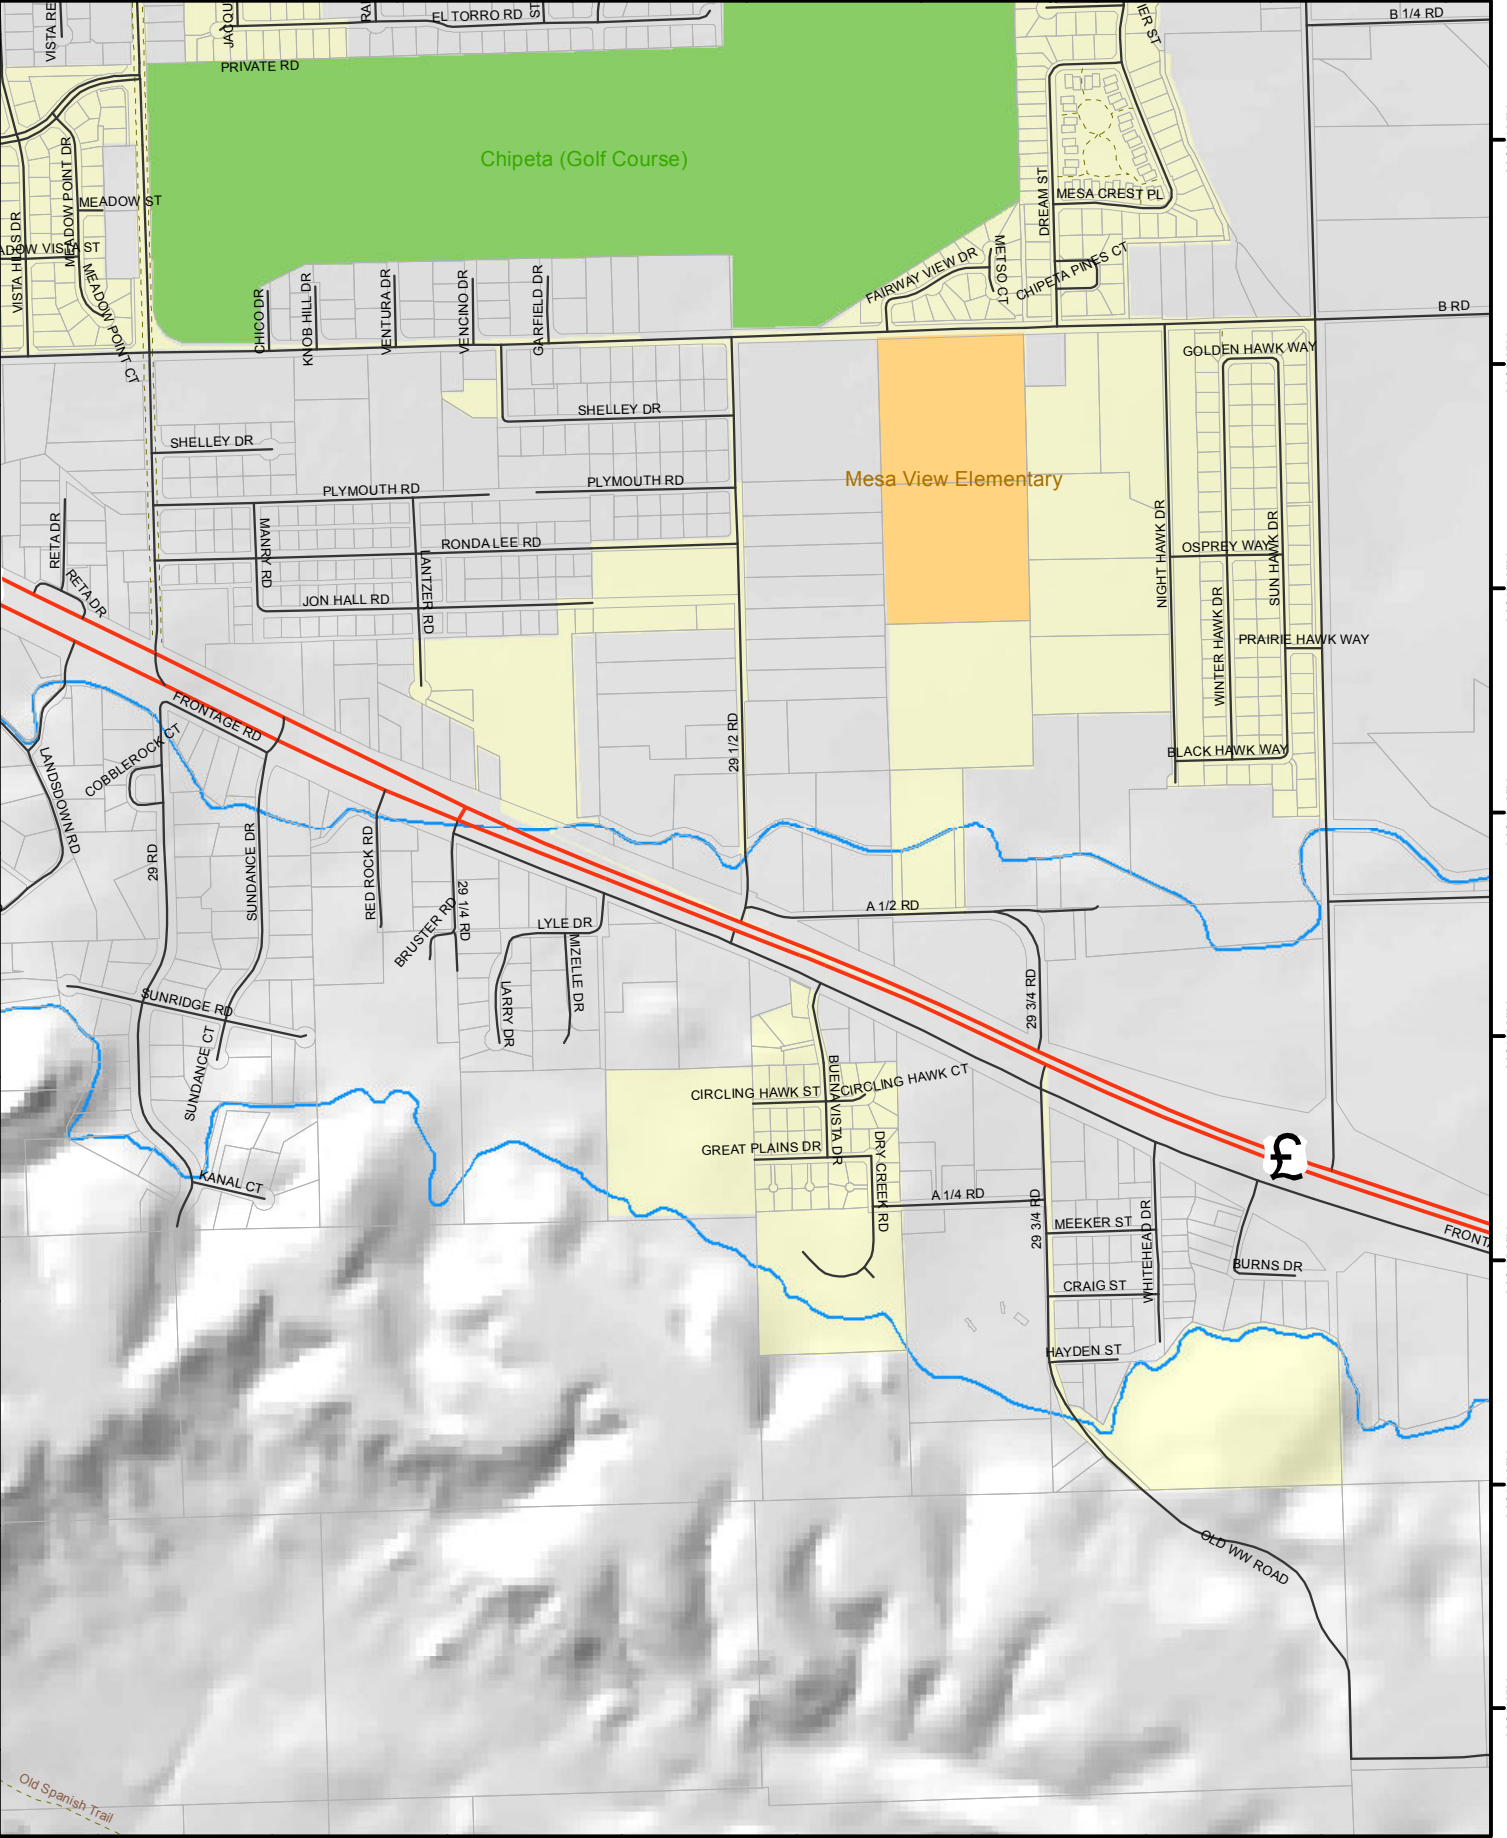 VISTA RE
JACQU
RA
EL TORRO RD
ST
IER ST
B 1/4 RD
PRIVATE RD
Chipeta (Golf Course)
MEADOW POINT DR
MEADOW ST
VISTA HILLS DR
ADOW VISTA ST
MEADOW POINT CT
DREAM ST
MESA CREST PL
METSO CT
FAIRWAY VIEW DR
CHIPETA PINES CT
CHICO DR
KNOB HILL DR
VENTURA DR
VENCINO DR
GARFIELD DR
B RD
GOLDEN HAWK WAY
SHELLEY DR
SHELLEY DR
PLYMOUTH RD
PLYMOUTH RD
Mesa View Elementary
RETA DR
RETA DR
MANRY RD
LANTZER RD
RONDA LEE RD
JON HALL RD
NIGHT HAWK DR
OSPREY WAY
SUN HAWK DR
WINTER HAWK DR
PRAIRIE HAWK WAY
BLACK HAWK WAY
FRONTAGE RD
COBBLEROCK CT
LANDSDOWN RD
29 1/2 RD
29 RD
SUNDANCE DR
RED ROCK RD
29 1/4 RD
BRUSTER RD
LYLE DR
MIZELLE DR
LARRY DR
A 1/2 RD
29 3/4 RD
SUNRIDGE RD
SUNDANCE CT
KANAL CT
BUENA VISTA DR
CIRCLING HAWK ST
CIRCLING HAWK CT
GREAT PLAINS DR
DRY CREEK RD
A 1/4 RD
29 3/4 RD
MEEKER ST
WHITEHEAD DR
CRAIG ST
HAYDEN ST
BURNS DR
£
FRONTA
OLD WW ROAD
Old Spanish Trail